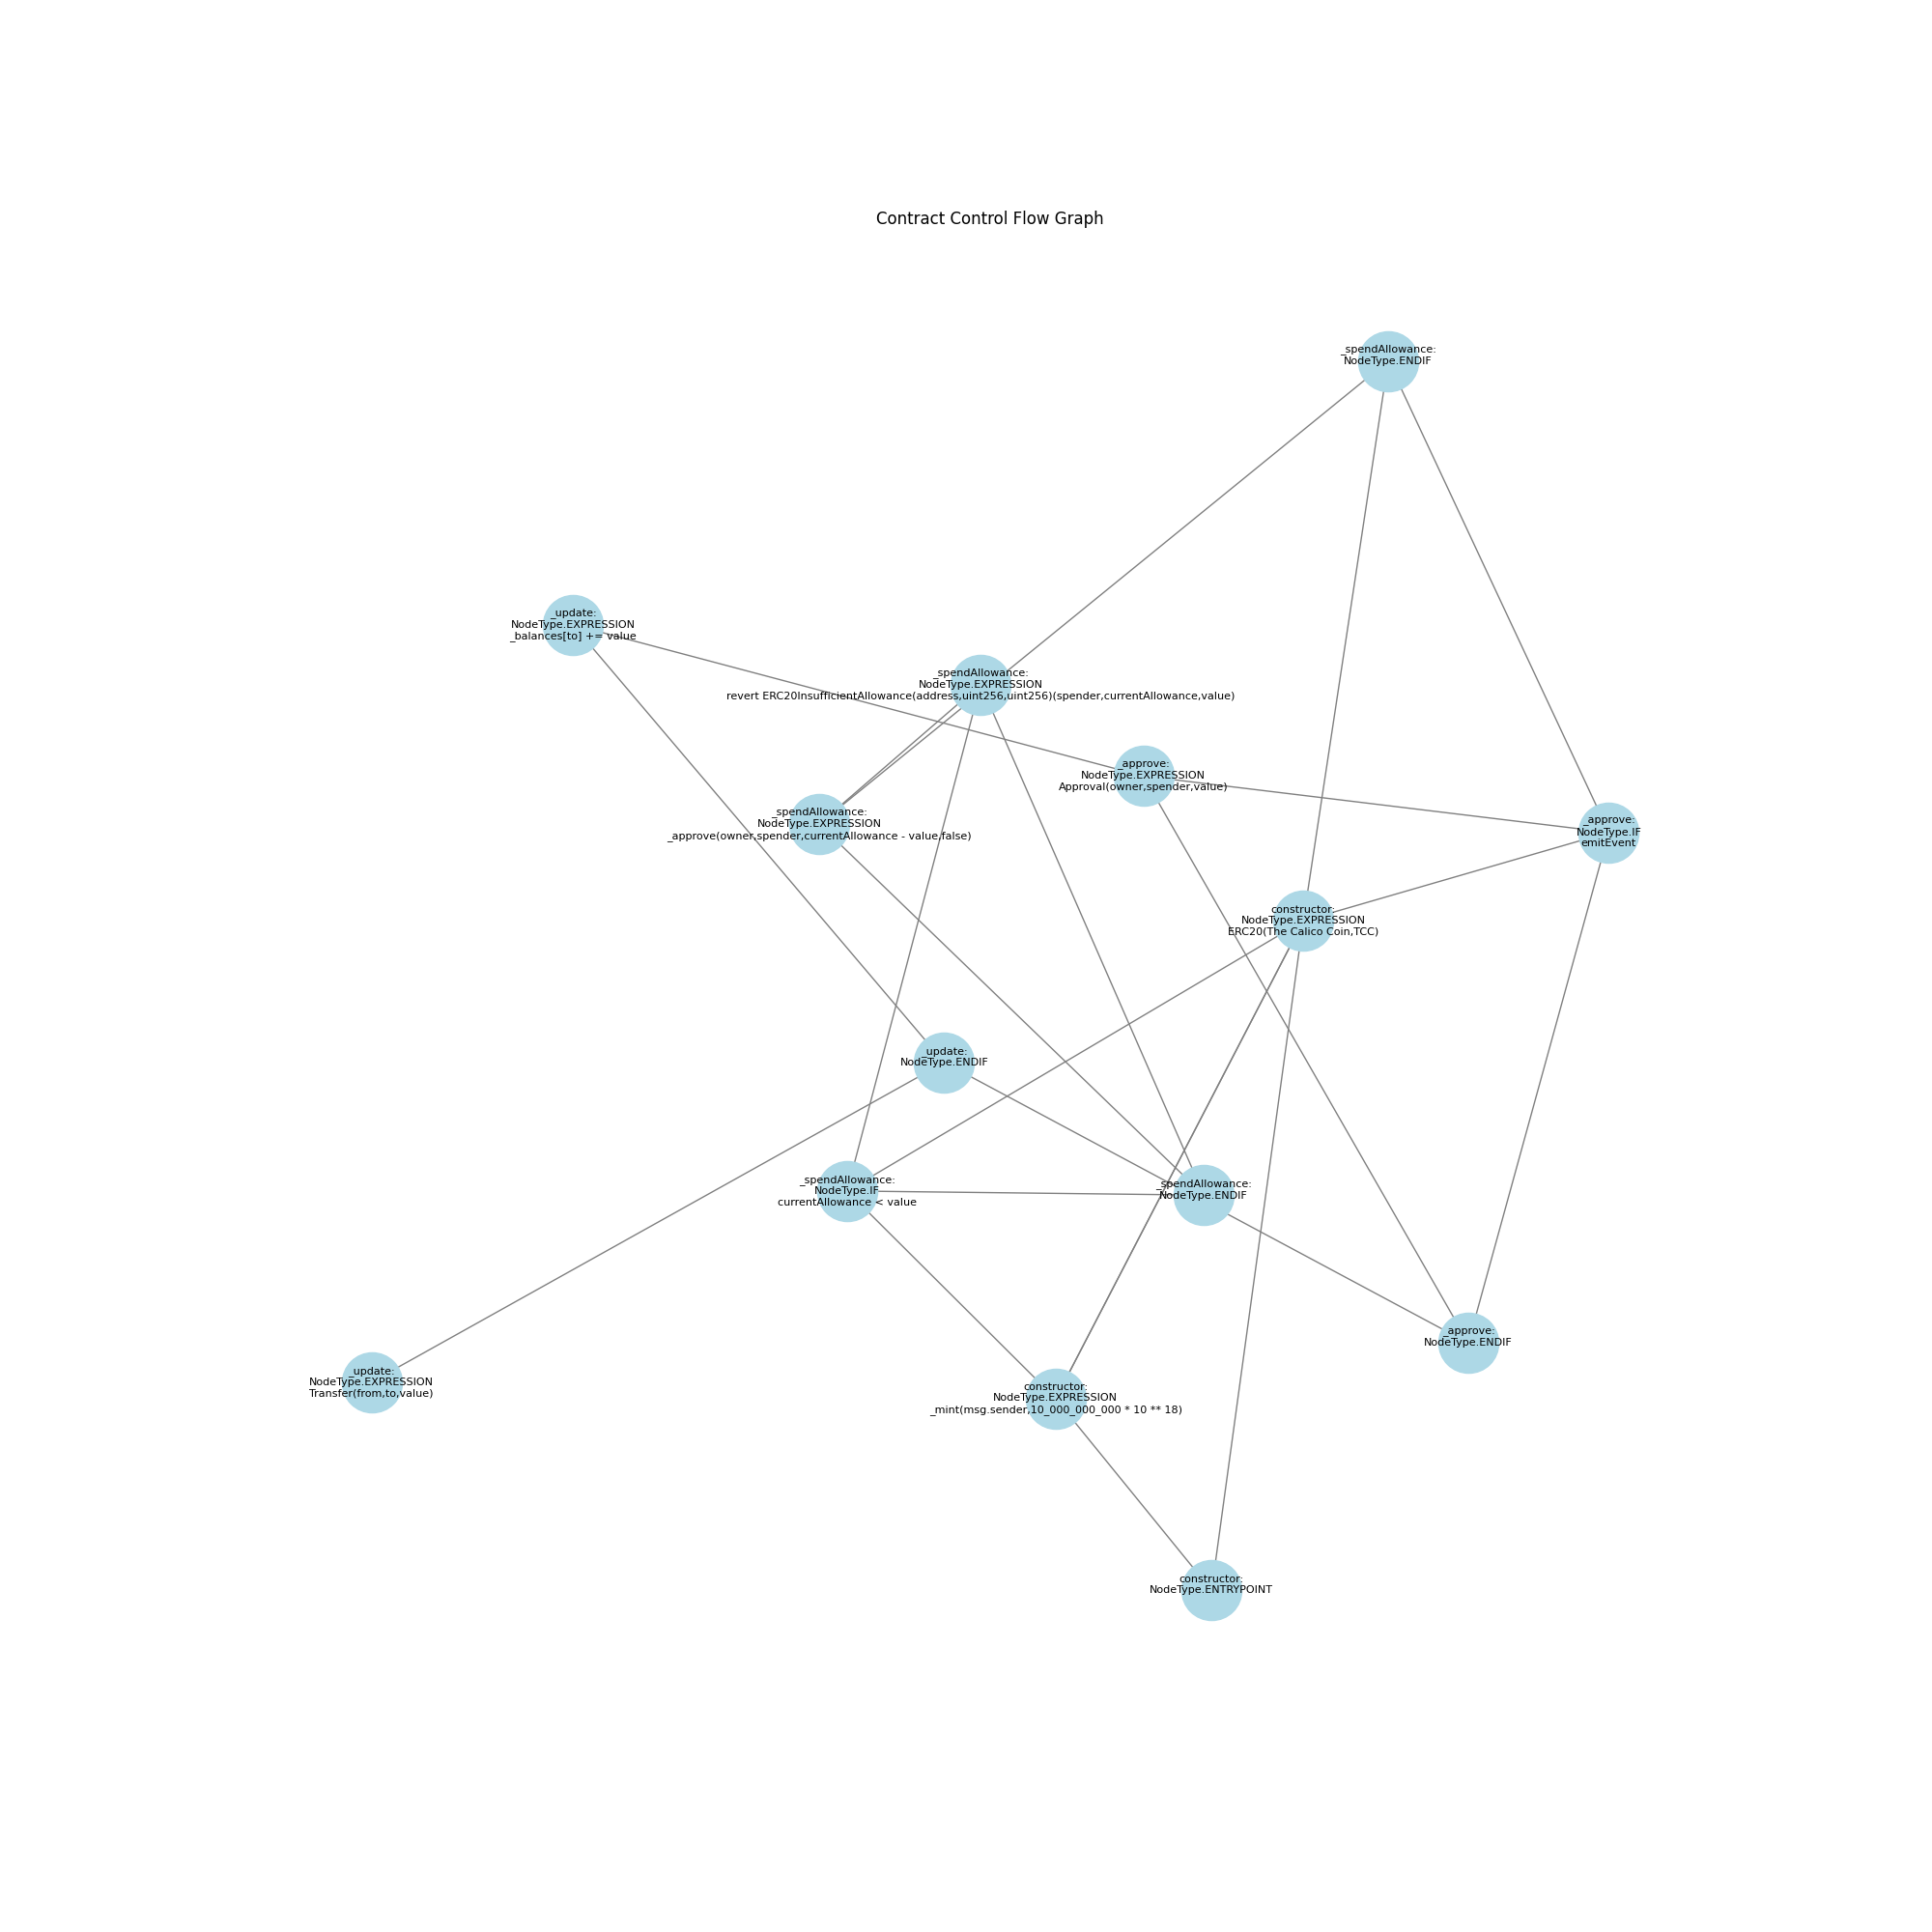 Contract Control Flow Graph
_spendAllowance:
NodeType.ENDIF
_update:
NodeType.EXPRESSION
_balances[to] += value
_spendAllowance:
NodeType.EXPRESSION
revert ERC20InsufficientAllowance(address,uint256,uint256)(spender,currentAllowance,value)
_approve:
NodeType.EXPRESSION
Approval(owner,spender,value)
_spendAllowance:
NodeType.EXPRESSION
_approve(owner,spender,currentAllowance - value,false)
_approve:
NodeType.IF
emitEvent
constructor:
NodeType.EXPRESSION
ERC20(The Calico Coin,TCC)
_update:
NodeType.ENDIF
_spendAllowance:
NodeType.IF
currentAllowance < value
_spendAllowance:
NodeType.ENDIF
_approve:
NodeType.ENDIF
_update:
NodeType.EXPRESSION
Transfer(from,to,value)
constructor:
NodeType.EXPRESSION
_mint(msg.sender,10_000_000_000 * 10 ** 18)
constructor:
NodeType.ENTRYPOINT